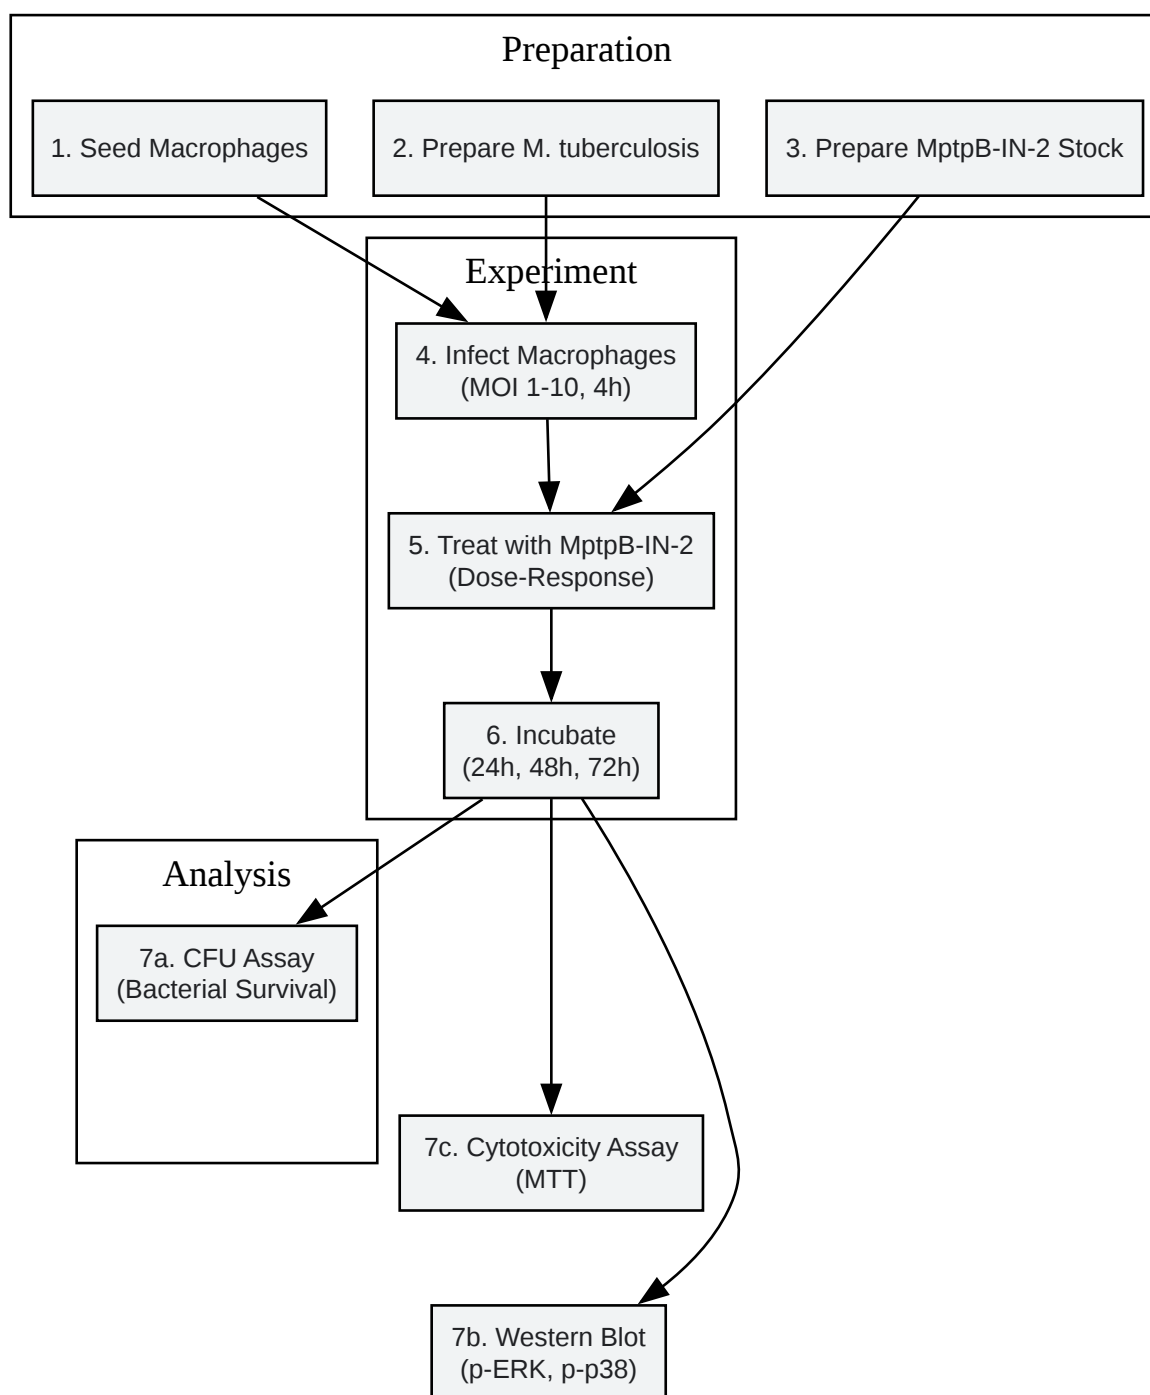 Preparation
1. Seed Macrophages
2. Prepare M. tuberculosis
3. Prepare MptpB-IN-2 Stock
Experiment
4. Infect Macrophages
(MOI 1-10, 4h)
5. Treat with MptpB-IN-2
(Dose-Response)
6. Incubate
(24h, 48h, 72h)
Analysis
7a. CFU Assay
(Bacterial Survival)
7c. Cytotoxicity Assay
(MTT)
7b. Western Blot
(p-ERK, p-p38)